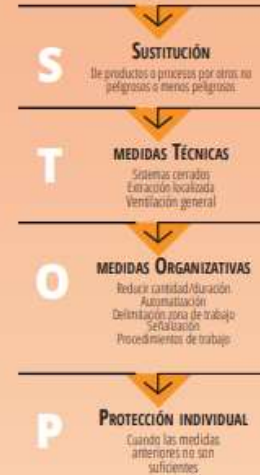 S
SUSTITUCIÓN
De productos o procesos por otros no
peligrosos o menos peligrosos
T
MEDIDAS TÉCNICAS
Sistemas cerrados
Extracción localizada
Ventilación general
O
MEDIDAS ORGANIZATIVAS
Reducir cantidad/duración
Automatización
Delimitación zona de trabajo
Señalización
Procedimientos de trabajo
P
PROTECCIÓN INDIVIDUAL
Cuando las medidas
anteriores no son
suficientes